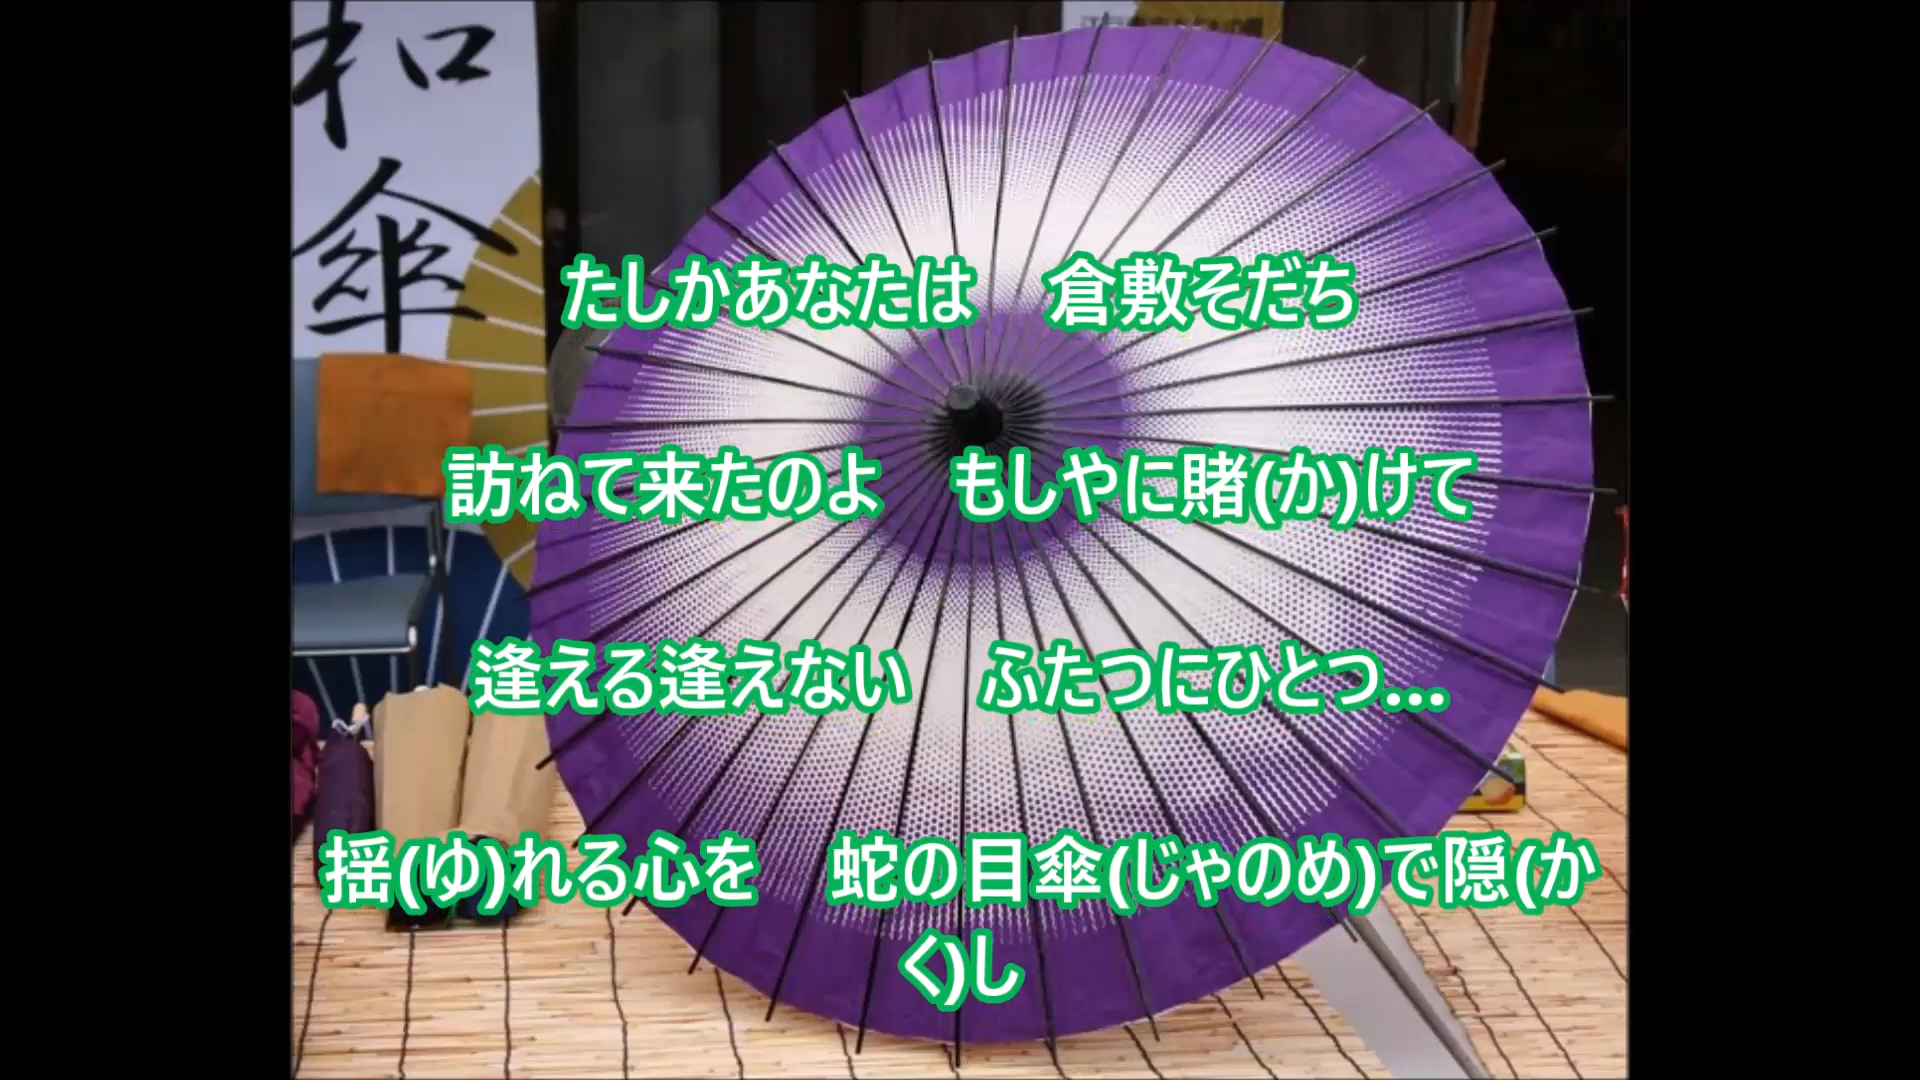 和傘
たしかあなたは　倉敷そだち
訪ねて来たのよ　もしやに賭(か)けて
逢える逢えない　ふたつにひとつ…
揺(ゆ)れる心を　蛇の目傘(じゃのめ)で隠(か
く)し